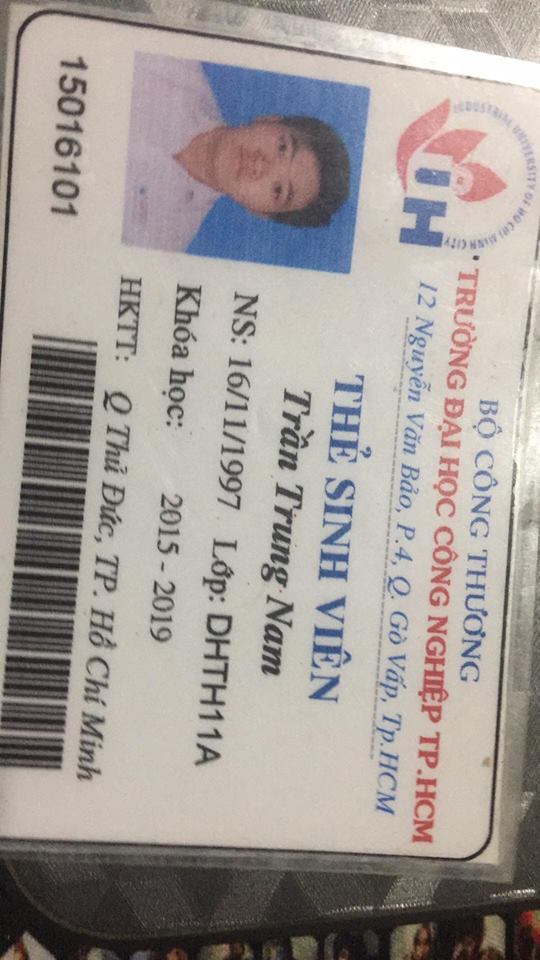 INDUSTRIAL UNIVERSITY OF HO CHI MINH CITY
IUH
BỘ CÔNG THƯƠNG
TRƯỜNG ĐẠI HỌC CÔNG NGHIỆP TP.HCM
12 Nguyễn Văn Bảo, P.4, Q. Gò Vấp, Tp.HCM
THẺ SINH VIÊN
Trần Trung Nam
NS: 16/11/1997 Lớp: DHTH11A
Khóa học: 2015 - 2019
HKTT: Q Thủ Đức, TP. Hồ Chí Minh
15016101